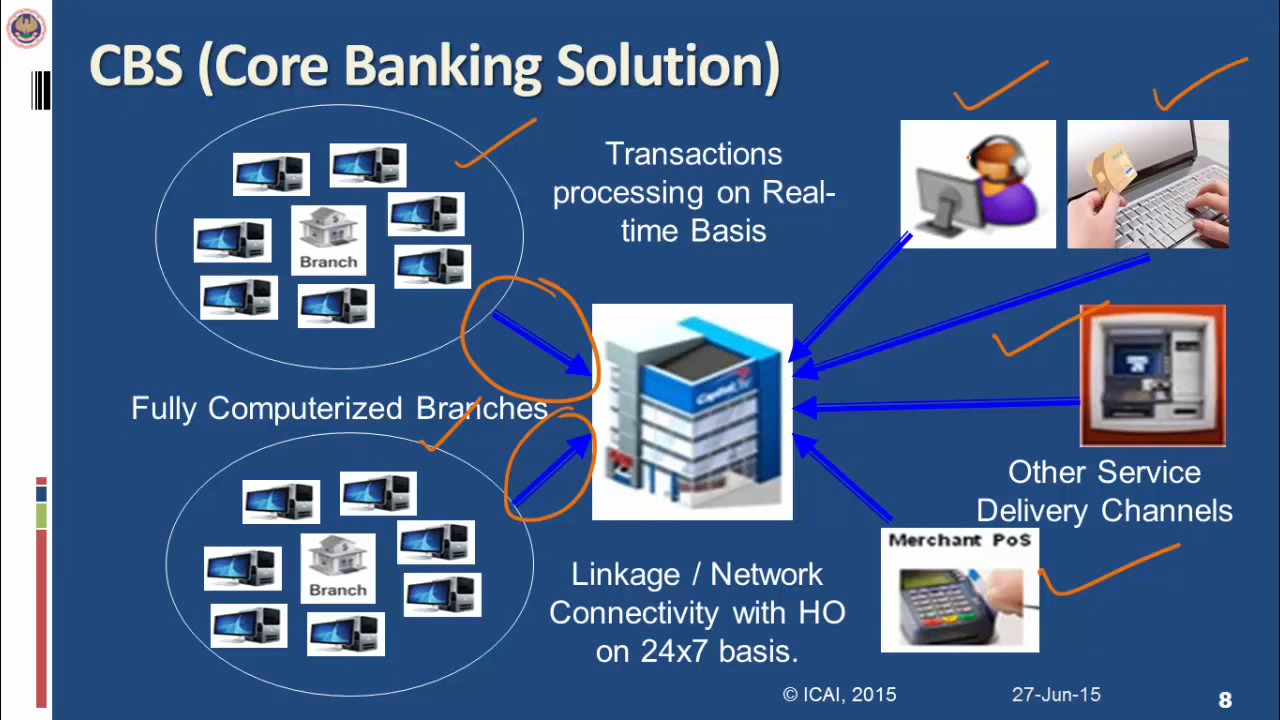 CBS (Core Banking Solution)
Transactions
processing on Real-
time Basis
Branch
Fully Computerized Branches
Branch
Linkage / Network
Connectivity with HO
on 24x7 basis.
Other Service
Delivery Channels
Merchant PoS
© ICAI, 2015
27-Jun-15
8